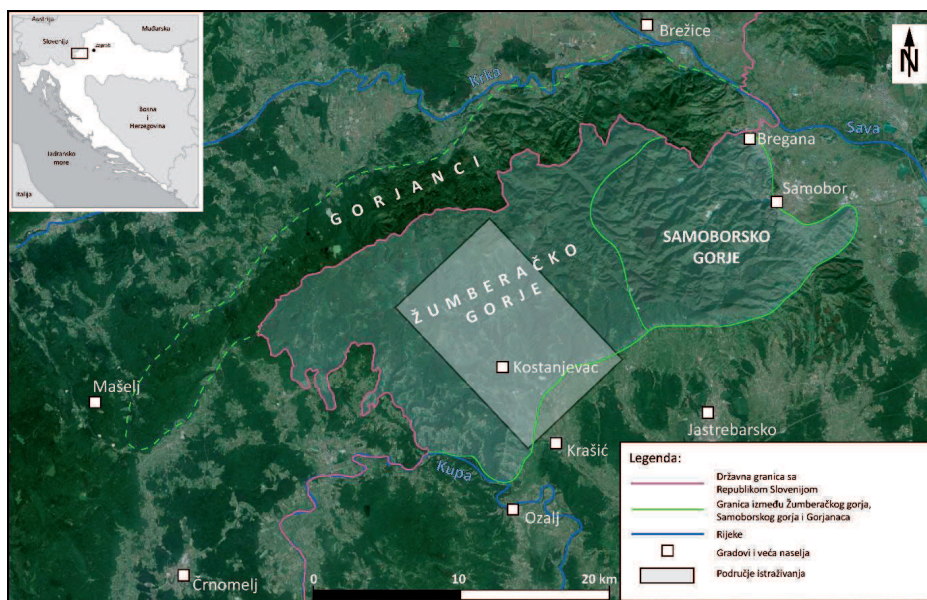 Austrija
Mađarska
Slovenija
Zagreb
Bosna
i
Hercegovina
Jadransko
more
Italija
N
Brežice
Krka
Sava
Bregana
Samobor
GORJANCI
SAMOBORSKO
GORJE
ŽUMBERAČKO
GORJE
Kostanjevac
Mašelj
Jastrebarsko
Krašić
Kupa
Ozalj
Črnomelj
0 10 20 km
Legenda:
Državna granica sa
Republikom Slovenijom
Granica između Žumberačkog gorja,
Samoborskog gorja i Gorjanaca
Rijeke
Gradovi i veća naselja
Područje istraživanja